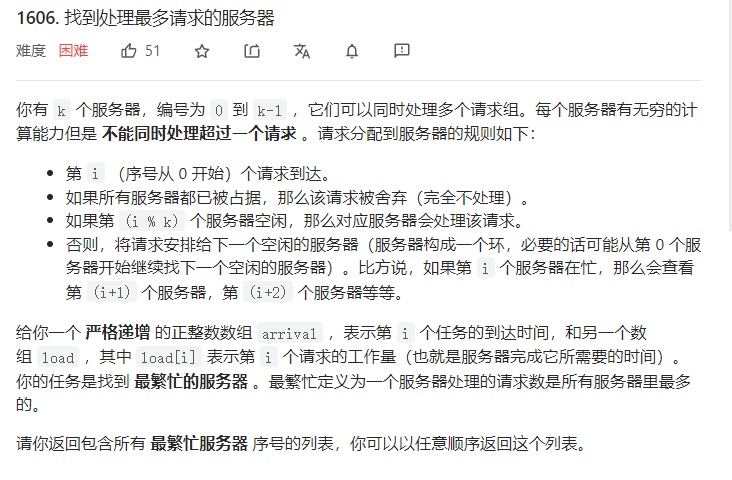 1606. 找到处理最多请求的服务器
难度 困难 51
你有 k 个服务器，编号为 0 到 k-1 ，它们可以同时处理多个请求组。每个服务器有无穷的计
算能力但是 不能同时处理超过一个请求 。请求分配到服务器的规则如下：
第 i （序号从 0 开始）个请求到达。
如果所有服务器都已被占据，那么该请求被舍弃（完全不处理）。
如果第 (i % k) 个服务器空闲，那么对应服务器会处理该请求。
否则，将请求安排给下一个空闲的服务器（服务器构成一个环，必要的话可能从第 0 个服
务器开始继续找下一个空闲的服务器）。比方说，如果第 i 个服务器在忙，那么会查看
第 (i+1) 个服务器，第 (i+2) 个服务器等等。
给你一个 严格递增 的正整数数组 arrival ，表示第 i 个任务的到达时间，和另一个数
组 load ，其中 load[i] 表示第 i 个请求的工作量（也就是服务器完成它所需要的时间）。
你的任务是找到 最繁忙的服务器 。最繁忙定义为一个服务器处理的请求数是所有服务器里最多
的。
请你返回包含所有 最繁忙服务器 序号的列表，你可以以任意顺序返回这个列表。